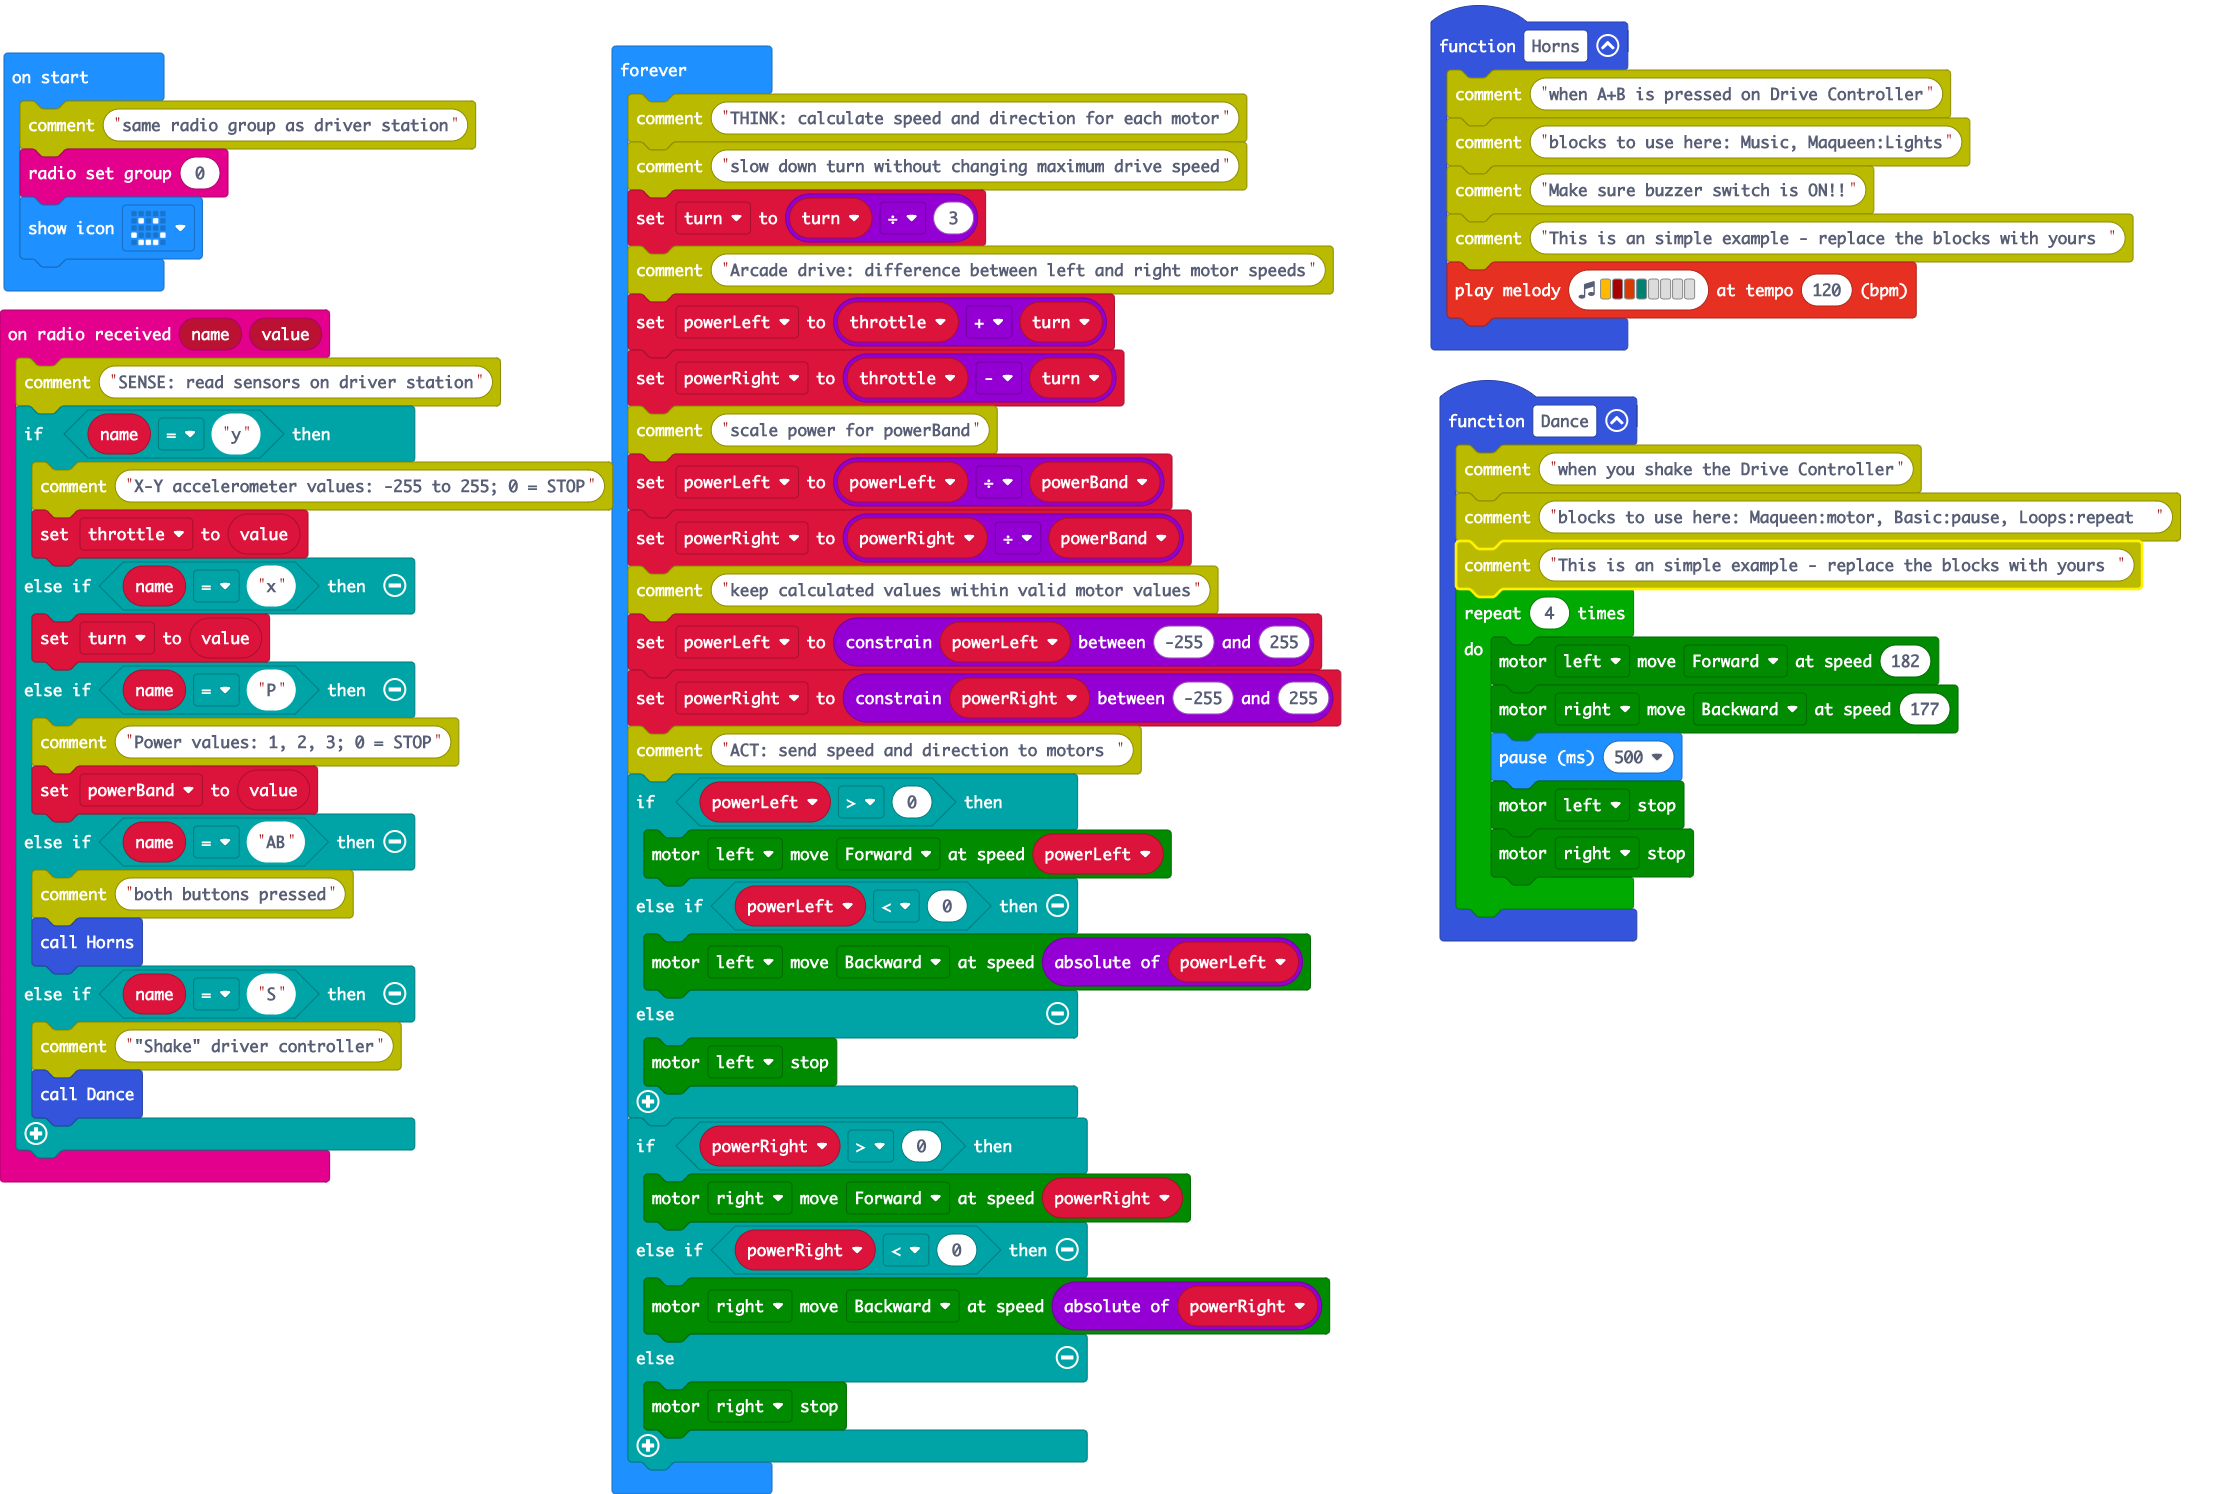 on start
comment "same radio group as driver station"
radio set group 0
show icon
on radio received name value
comment "SENSE: read sensors on driver station"
if name = "y" then
comment "X-Y accelerometer values: -255 to 255; 0 = STOP"
set throttle to value
else if name = "x" then
set turn to value
else if name = "P" then
comment "Power values: 1, 2, 3; 0 = STOP"
set powerBand to value
else if name = "AB" then
comment "both buttons pressed"
call Horns
else if name = "S" then
comment ""Shake" driver controller"
call Dance
forever
comment "THINK: calculate speed and direction for each motor"
comment "slow down turn without changing maximum drive speed"
set turn to turn ÷ 3
comment "Arcade drive: difference between left and right motor speeds"
set powerLeft to throttle + turn
set powerRight to throttle - turn
comment "scale power for powerBand"
set powerLeft to powerLeft ÷ powerBand
set powerRight to powerRight ÷ powerBand
comment "keep calculated values within valid motor values"
set powerLeft to constrain powerLeft between -255 and 255
set powerRight to constrain powerRight between -255 and 255
comment "ACT: send speed and direction to motors "
if powerLeft > 0 then
motor left move Forward at speed powerLeft
else if powerLeft < 0 then
motor left move Backward at speed absolute of powerLeft
else
motor left stop
if powerRight > 0 then
motor right move Forward at speed powerRight
else if powerRight < 0 then
motor right move Backward at speed absolute of powerRight
else
motor right stop
function Horns
comment "when A+B is pressed on Drive Controller"
comment "blocks to use here: Music, Maqueen:Lights"
comment "Make sure buzzer switch is ON!!"
comment "This is an simple example - replace the blocks with yours "
play melody at tempo 120 (bpm)
function Dance
comment "when you shake the Drive Controller"
comment "blocks to use here: Maqueen:motor, Basic:pause, Loops:repeat  "
comment "This is an simple example - replace the blocks with yours "
repeat 4 times
do motor left move Forward at speed 182
motor right move Backward at speed 177
pause (ms) 500
motor left stop
motor right stop